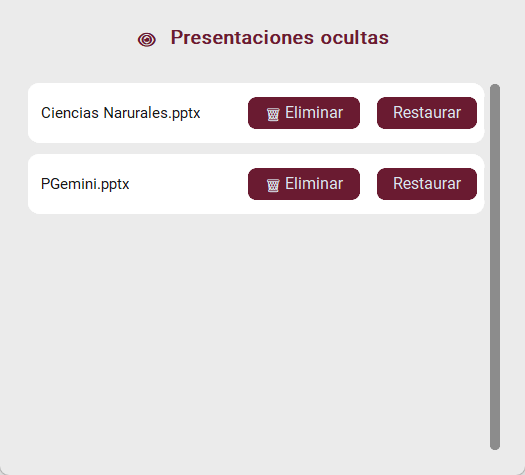 Presentaciones ocultas
Ciencias Narurales.pptx Eliminar Restaurar
PGemini.pptx Eliminar Restaurar